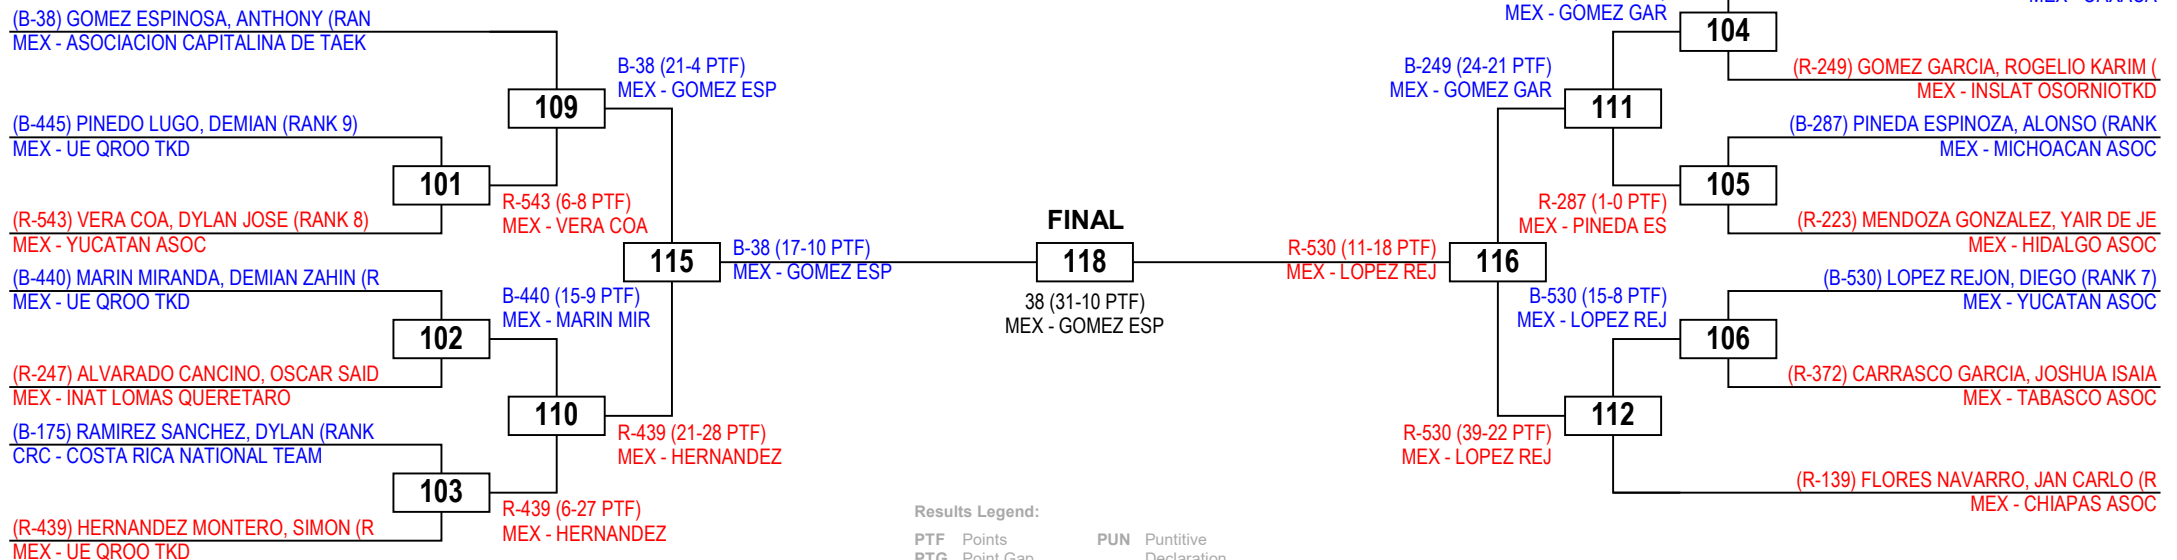 (B-38) GOMEZ ESPINOSA, ANTHONY (RAN
MEX - ASOCIACION CAPITALINA DE TAEK
B-38 (21-4 PTF)
MEX - GOMEZ ESP
109
(B-445) PINEDO LUGO, DEMIAN (RANK 9)
MEX - UE QROO TKD
101
(R-543) VERA COA, DYLAN JOSE (RANK 8)
MEX - YUCATAN ASOC
R-543 (6-8 PTF)
MEX - VERA COA
115
B-38 (17-10 PTF)
MEX - GOMEZ ESP
(B-440) MARIN MIRANDA, DEMIAN ZAHIN (R
MEX - UE QROO TKD
B-440 (15-9 PTF)
MEX - MARIN MIR
102
(R-247) ALVARADO CANCINO, OSCAR SAID
MEX - INAT LOMAS QUERETARO
110
(B-175) RAMIREZ SANCHEZ, DYLAN (RANK
CRC - COSTA RICA NATIONAL TEAM
R-439 (21-28 PTF)
MEX - HERNANDEZ
103
(R-439) HERNANDEZ MONTERO, SIMON (R
MEX - UE QROO TKD
R-439 (6-27 PTF)
MEX - HERNANDEZ
FINAL
118
38 (31-10 PTF)
MEX - GOMEZ ESP
MEX - GOMEZ GAR
104
(R-249) GOMEZ GARCIA, ROGELIO KARIM (
MEX - INSLAT OSORNIOTKD
B-249 (24-21 PTF)
MEX - GOMEZ GAR
111
(B-287) PINEDA ESPINOZA, ALONSO (RANK
MEX - MICHOACAN ASOC
105
R-287 (1-0 PTF)
MEX - PINEDA ES
(R-223) MENDOZA GONZALEZ, YAIR DE JE
MEX - HIDALGO ASOC
R-530 (11-18 PTF)
MEX - LOPEZ REJ
116
(B-530) LOPEZ REJON, DIEGO (RANK 7)
MEX - YUCATAN ASOC
B-530 (15-8 PTF)
MEX - LOPEZ REJ
106
(R-372) CARRASCO GARCIA, JOSHUA ISAIA
MEX - TABASCO ASOC
112
R-530 (39-22 PTF)
MEX - LOPEZ REJ
(R-139) FLORES NAVARRO, JAN CARLO (R
MEX - CHIAPAS ASOC
Results Legend:
PTF Points PUN Puntitive
PTG Point Gap Declaration